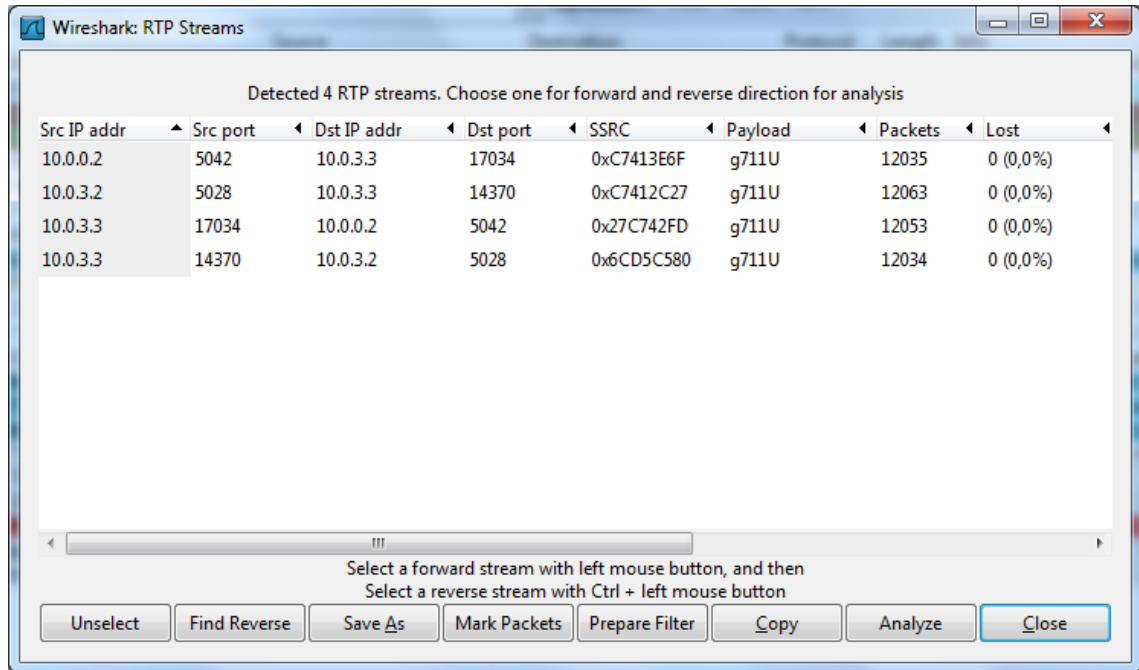 Wireshark: RTP Streams
Detected 4 RTP streams. Choose one for forward and reverse direction for analysis
Src IP addr Src port Dst IP addr Dst port SSRC Payload Packets Lost
10.0.0.2 5042 10.0.3.3 17034 0xC7413E6F g711U 12035 0 (0,0%)
10.0.3.2 5028 10.0.3.3 14370 0xC7412C27 g711U 12063 0 (0,0%)
10.0.3.3 17034 10.0.0.2 5042 0x27C742FD g711U 12053 0 (0,0%)
10.0.3.3 14370 10.0.3.2 5028 0x6CD5C580 g711U 12034 0 (0,0%)
Select a forward stream with left mouse button, and then
Select a reverse stream with Ctrl + left mouse button
Unselect Find Reverse Save As Mark Packets Prepare Filter Copy Analyze Close